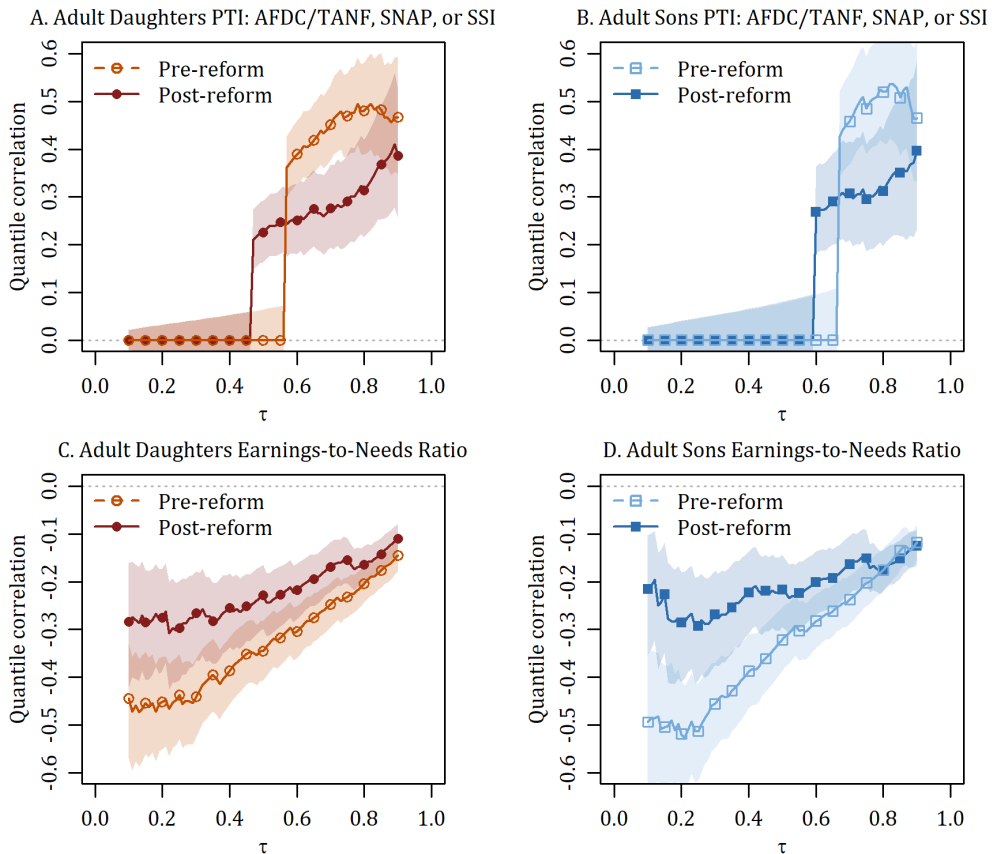 A. Adult Daughters PTI: AFDC/TANF, SNAP, or SSI
Quantile correlation
0.6
0.5
0.4
0.3
0.2
0.1
0.0
Pre-reform
Post-reform
0.0 0.2 0.4 0.6 0.8 1.0
τ
B. Adult Sons PTI: AFDC/TANF, SNAP, or SSI
Quantile correlation
0.6
0.5
0.4
0.3
0.2
0.1
0.0
Pre-reform
Post-reform
0.0 0.2 0.4 0.6 0.8 1.0
τ
C. Adult Daughters Earnings-to-Needs Ratio
Quantile correlation
0.0
-0.1
-0.2
-0.3
-0.4
-0.5
-0.6
Pre-reform
Post-reform
0.0 0.2 0.4 0.6 0.8 1.0
τ
D. Adult Sons Earnings-to-Needs Ratio
Quantile correlation
0.0
-0.1
-0.2
-0.3
-0.4
-0.5
-0.6
Pre-reform
Post-reform
0.0 0.2 0.4 0.6 0.8 1.0
τ